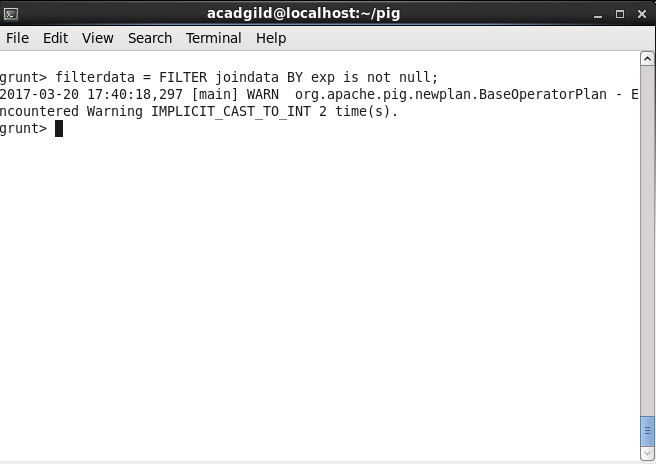 acadgild@localhost:~/pig
File Edit View Search Terminal Help
grunt> filterdata = FILTER joindata BY exp is not null;
2017-03-20 17:40:18,297 [main] WARN  org.apache.pig.newplan.BaseOperatorPlan - E
ncountered Warning IMPLICIT_CAST_TO_INT 2 time(s).
grunt>